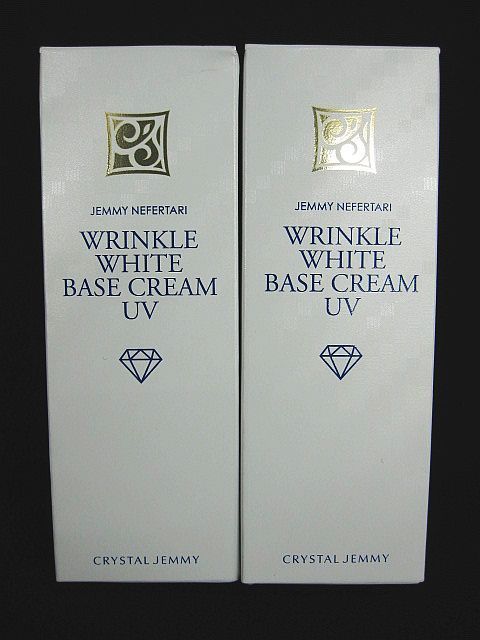 JEMMY NEFERTARI
WRINKLE
WHITE
BASE CREAM
UV
CRYSTAL JEMMY
JEMMY NEFERTARI
WRINKLE
WHITE
BASE CREAM
UV
CRYSTAL JEMMY